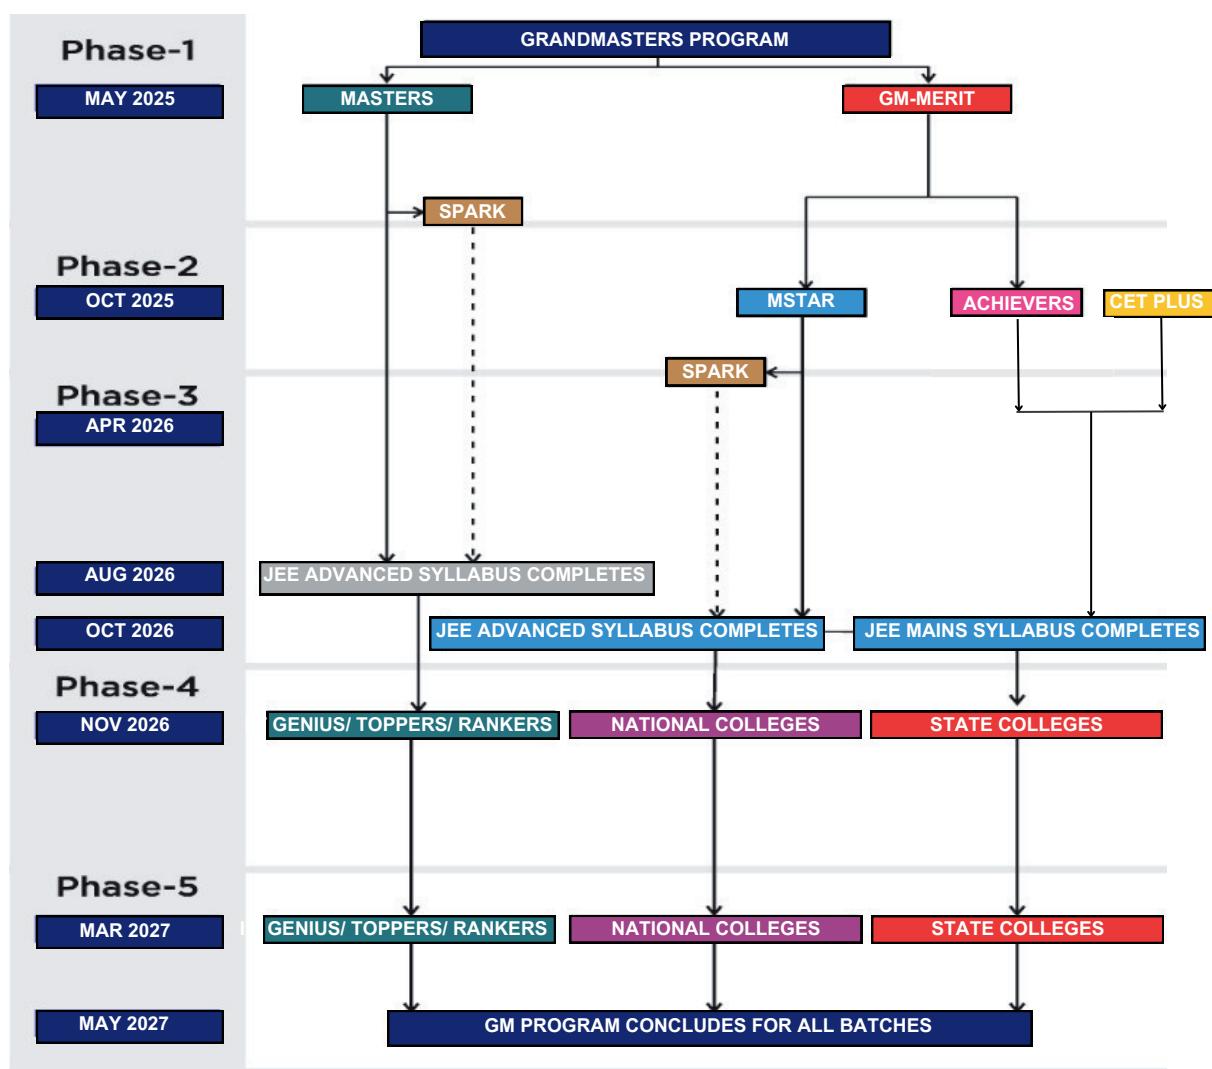 Phase-1
GRANDMASTERS PROGRAM
MAY 2025
MASTERS
GM-MERIT
SPARK
Phase-2
OCT 2025
MSTAR
ACHIEVERS
CET PLUS
SPARK
Phase-3
APR 2026
AUG 2026
JEE ADVANCED SYLLABUS COMPLETES
OCT 2026
JEE ADVANCED SYLLABUS COMPLETES
JEE MAINS SYLLABUS COMPLETES
Phase-4
NOV 2026
GENIUS/ TOPPERS/ RANKERS
NATIONAL COLLEGES
STATE COLLEGES
Phase-5
MAR 2027
GENIUS/ TOPPERS/ RANKERS
NATIONAL COLLEGES
STATE COLLEGES
MAY 2027
GM PROGRAM CONCLUDES FOR ALL BATCHES